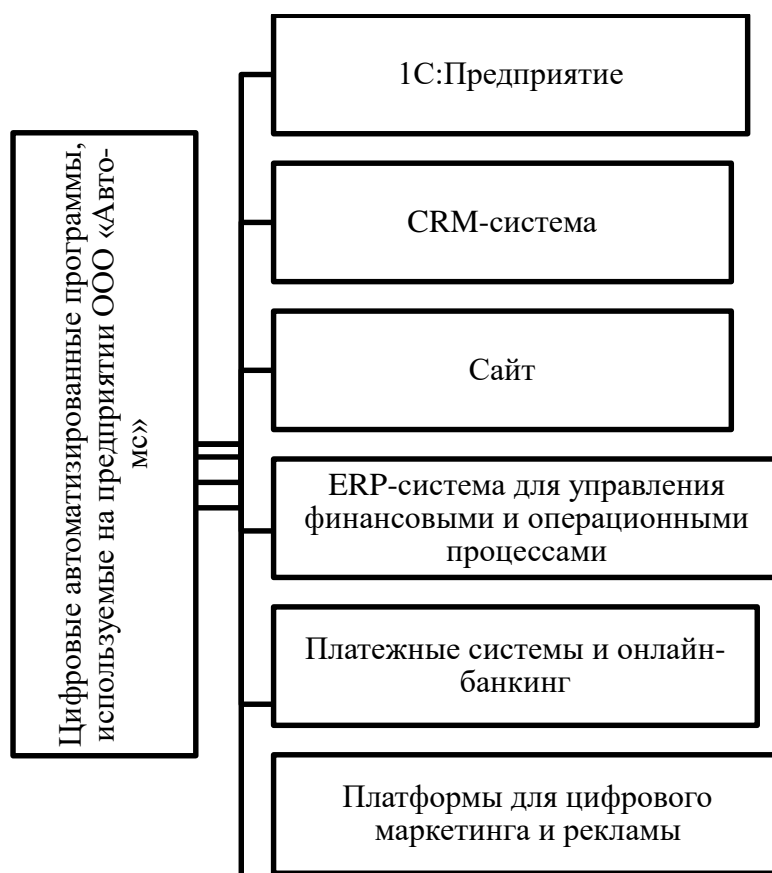 Цифровые автоматизированные программы,
используемые на предприятии ООО «Авто-
мс»
1С:Предприятие
CRM-система
Сайт
ERP-система для управления
финансовыми и операционными
процессами
Платежные системы и онлайн-
банкинг
Платформы для цифрового
маркетинга и рекламы